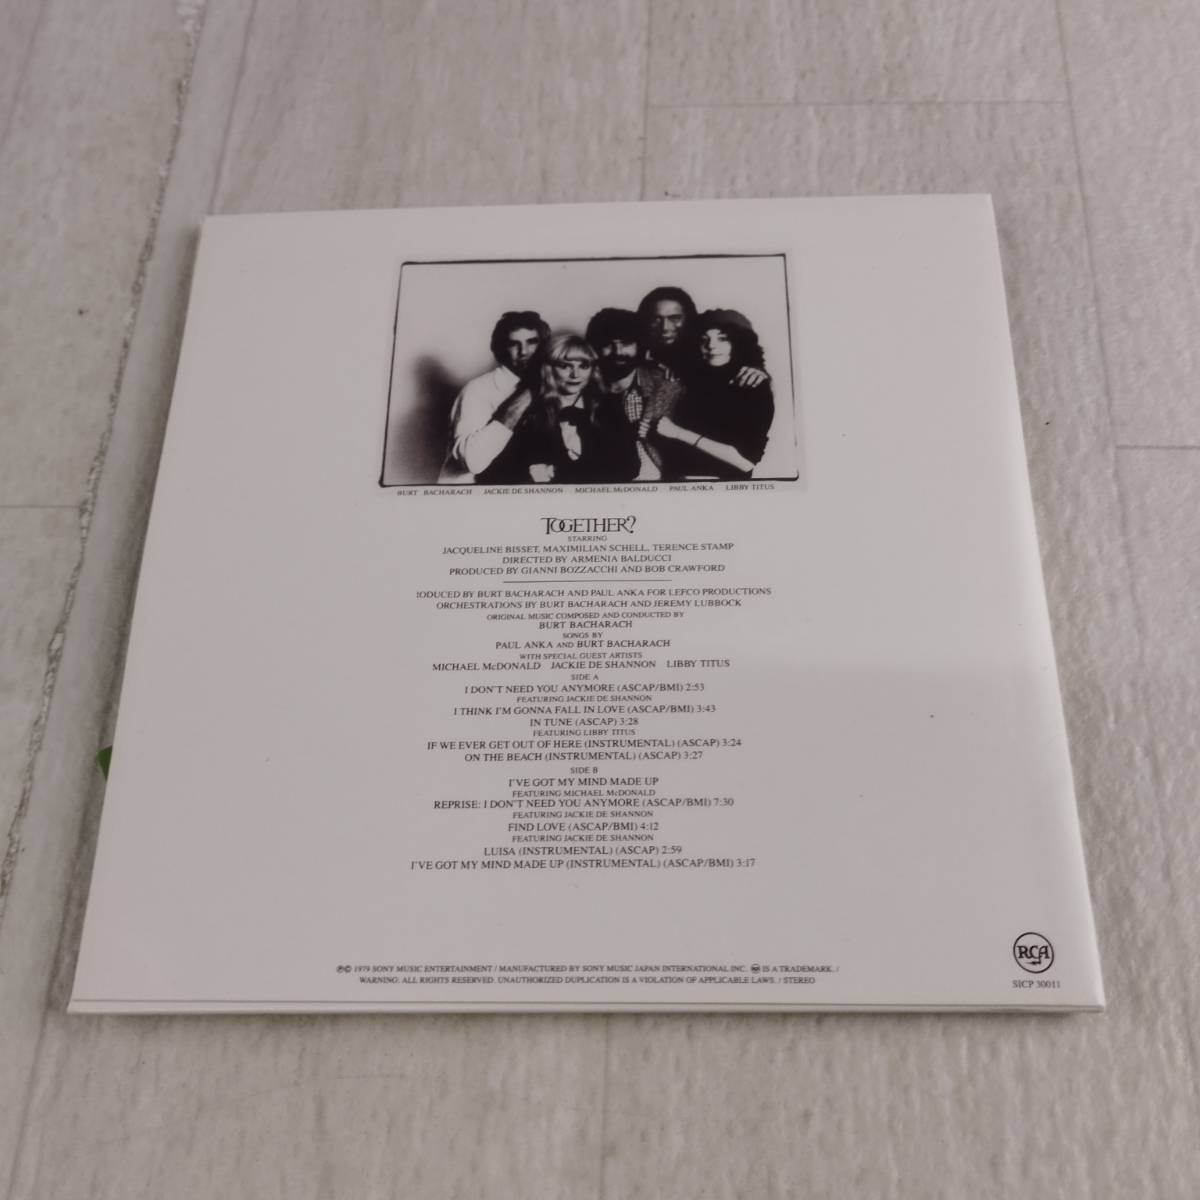 BURT BACHARACH JACKIE DE SHANNON MICHAEL McDONALD PAUL ANKA LIBBY TITUS
TOGETHER?
STARRING
JACQUELINE BISSET, MAXIMILIAN SCHELL, TERENCE STAMP
DIRECTED BY ARMENIA BALDUCCI
PRODUCED BY GIANNI BOZZACCHI AND BOB CRAWFORD
ODUCED BY BURT BACHARACH AND PAUL ANKA FOR LEFCO PRODUCTIONS
ORCHESTRATIONS BY BURT BACHARACH AND JEREMY LUBBOCK
ORIGINAL MUSIC COMPOSED AND CONDUCTED BY
BURT BACHARACH
SONGS BY
PAUL ANKA AND BURT BACHARACH
WITH SPECIAL GUEST ARTISTS
MICHAEL McDONALD JACKIE DE SHANNON LIBBY TITUS
SIDE A
I DON'T NEED YOU ANYMORE (ASCAP/BMI) 2:53
FEATURING JACKIE DE SHANNON
I THINK I'M GONNA FALL IN LOVE (ASCAP/BMI) 3:43
IN TUNE (ASCAP) 3:28
FEATURING LIBBY TITUS
IF WE EVER GET OUT OF HERE (INSTRUMENTAL) (ASCAP) 3:24
ON THE BEACH (INSTRUMENTAL) (ASCAP) 3:27
SIDE B
I'VE GOT MY MIND MADE UP
FEATURING MICHAEL McDONALD
REPRISE: I DON'T NEED YOU ANYMORE (ASCAP/BMI) 7:30
FEATURING JACKIE DE SHANNON
FIND LOVE (ASCAP/BMI) 4:12
FEATURING JACKIE DE SHANNON
LUISA (INSTRUMENTAL) (ASCAP) 2:59
I'VE GOT MY MIND MADE UP (INSTRUMENTAL) (ASCAP/BMI) 3:17
℗© 1979 SONY MUSIC ENTERTAINMENT / MANUFACTURED BY SONY MUSIC JAPAN INTERNATIONAL INC. IS A TRADEMARK. /
WARNING: ALL RIGHTS RESERVED. UNAUTHORIZED DUPLICATION IS A VIOLATION OF APPLICABLE LAWS. / STEREO
RCA
SICP 30011